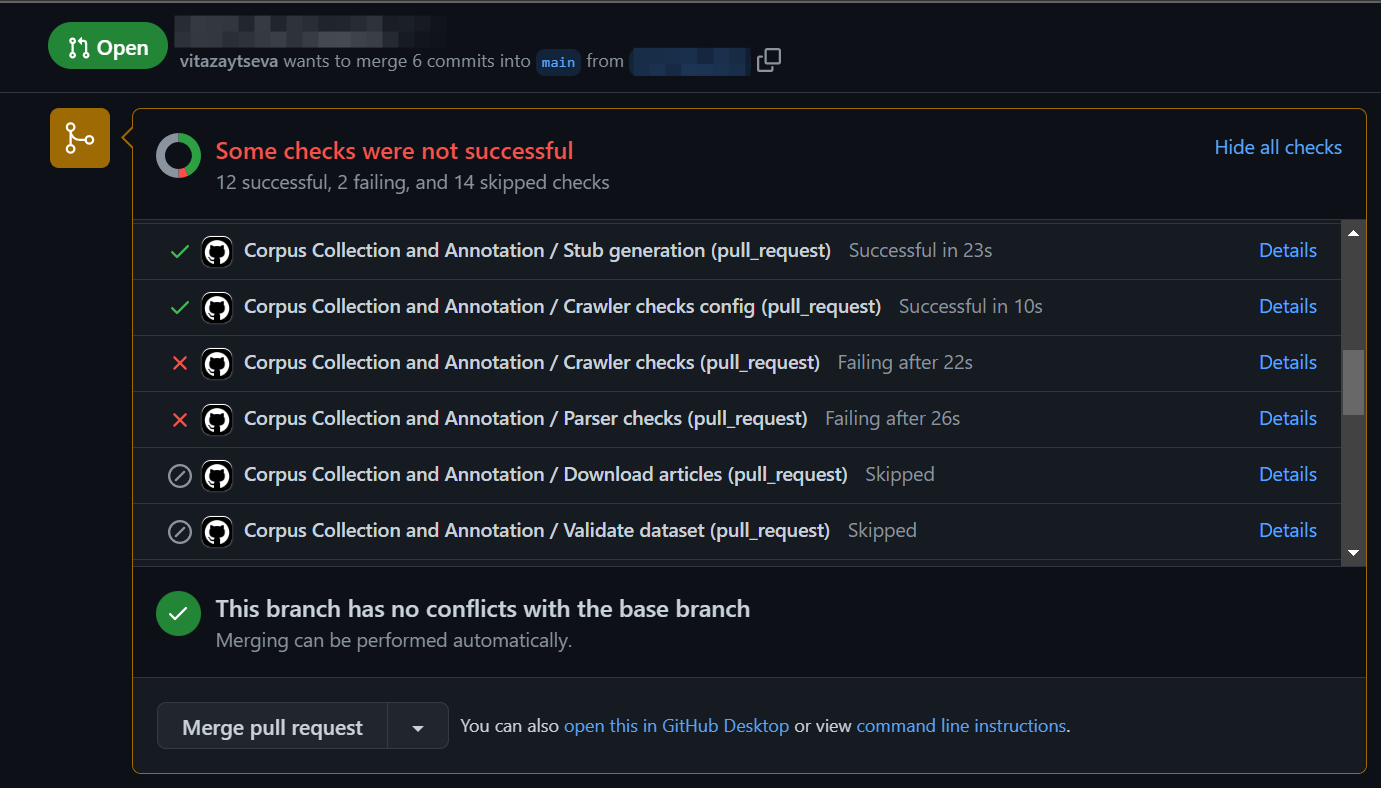 Open
vitazaytseva wants to merge 6 commits into main from
Some checks were not successful
Hide all checks
12 successful, 2 failing, and 14 skipped checks
Corpus Collection and Annotation / Stub generation (pull_request) Successful in 23s Details
Corpus Collection and Annotation / Crawler checks config (pull_request) Successful in 10s Details
Corpus Collection and Annotation / Crawler checks (pull_request) Failing after 22s Details
Corpus Collection and Annotation / Parser checks (pull_request) Failing after 26s Details
Corpus Collection and Annotation / Download articles (pull_request) Skipped Details
Corpus Collection and Annotation / Validate dataset (pull_request) Skipped Details
This branch has no conflicts with the base branch
Merging can be performed automatically.
Merge pull request
You can also open this in GitHub Desktop or view command line instructions.